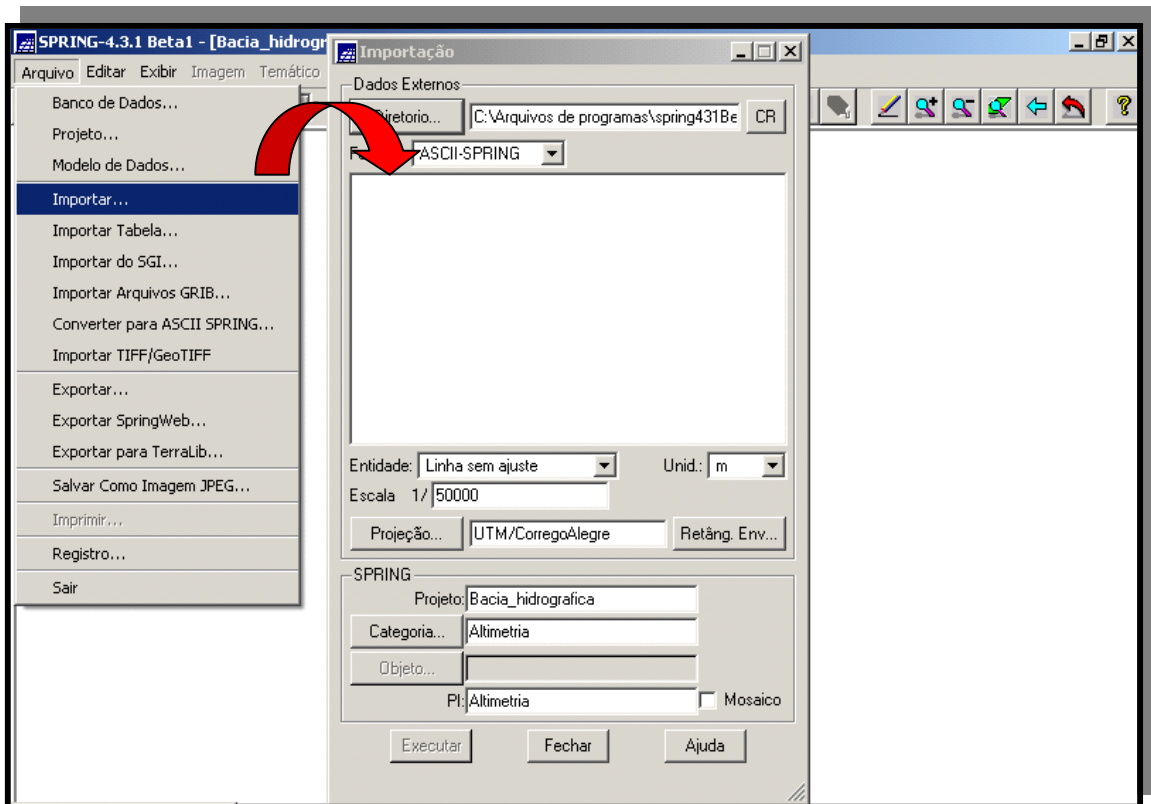 SPRING-4.3.1 Beta1 - [Bacia_hidrogr
Arquivo Editar Exibir Imagem Temático
Banco de Dados...
Projeto...
Modelo de Dados...
Importar...
Importar Tabela...
Importar do SGI...
Importar Arquivos GRIB...
Converter para ASCII SPRING...
Importar TIFF/GeoTIFF
Exportar...
Exportar SpringWeb...
Exportar para TerraLib...
Salvar Como Imagem JPEG...
Imprimir...
Registro...
Sair
Importação
Dados Externos
Diretorio... C:\Arquivos de programas\spring431Be CR
ASCII-SPRING
Entidade: Linha sem ajuste Unid.: m
Escala 1/ 50000
Projeção... UTM/CorregoAlegre Retâng. Env...
SPRING
Projeto: Bacia_hidrografica
Categoria... Altimetria
Objeto...
PI: Altimetria Mosaico
Executar Fechar Ajuda